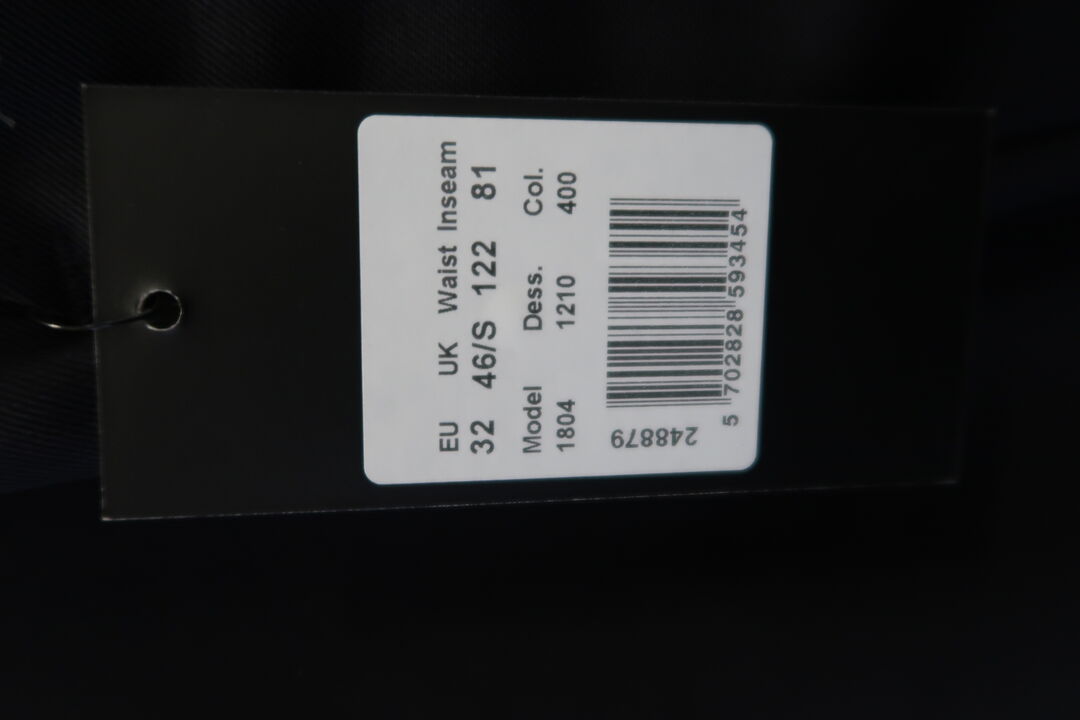 EU UK Waist Inseam
32 46/S 122 81
Model Dess. Col.
1804 1210 400
248879
5 702828 593454